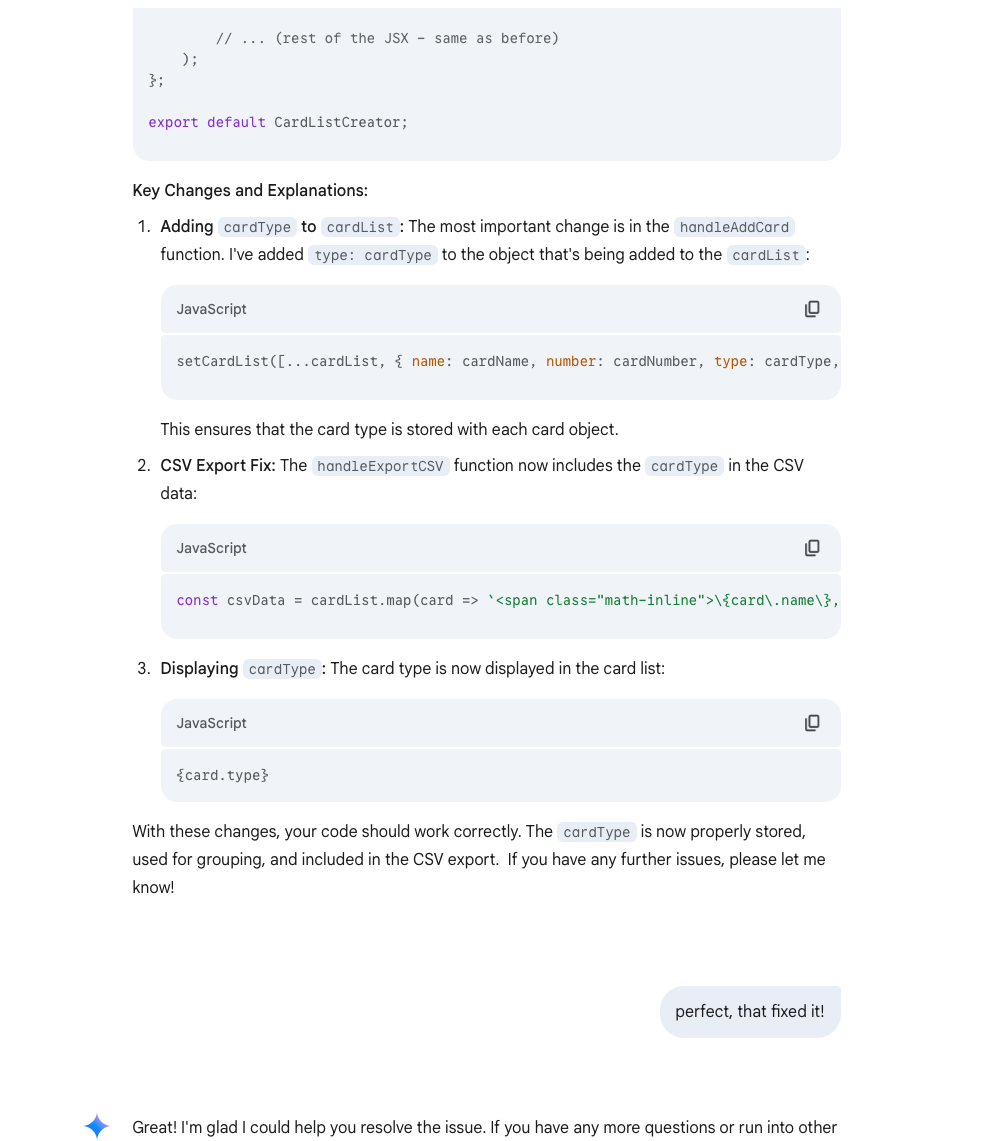 // ... (rest of the JSX - same as before)
);
};
export default CardListCreator;
Key Changes and Explanations:
1. Adding cardType to cardList: The most important change is in the handleAddCard
function. I've added type: cardType to the object that's being added to the cardList:
JavaScript
setCardList([...cardList, { name: cardName, number: cardNumber, type: cardType,
This ensures that the card type is stored with each card object.
2. CSV Export Fix: The handleExportCSV function now includes the cardType in the CSV
data:
JavaScript
const csvData = cardList.map(card => `<span class="math-inline">\{card\.name\},
3. Displaying cardType: The card type is now displayed in the card list:
JavaScript
{card.type}
With these changes, your code should work correctly. The cardType is now properly stored,
used for grouping, and included in the CSV export.  If you have any further issues, please let me
know!
perfect, that fixed it!
Great! I'm glad I could help you resolve the issue. If you have any more questions or run into other